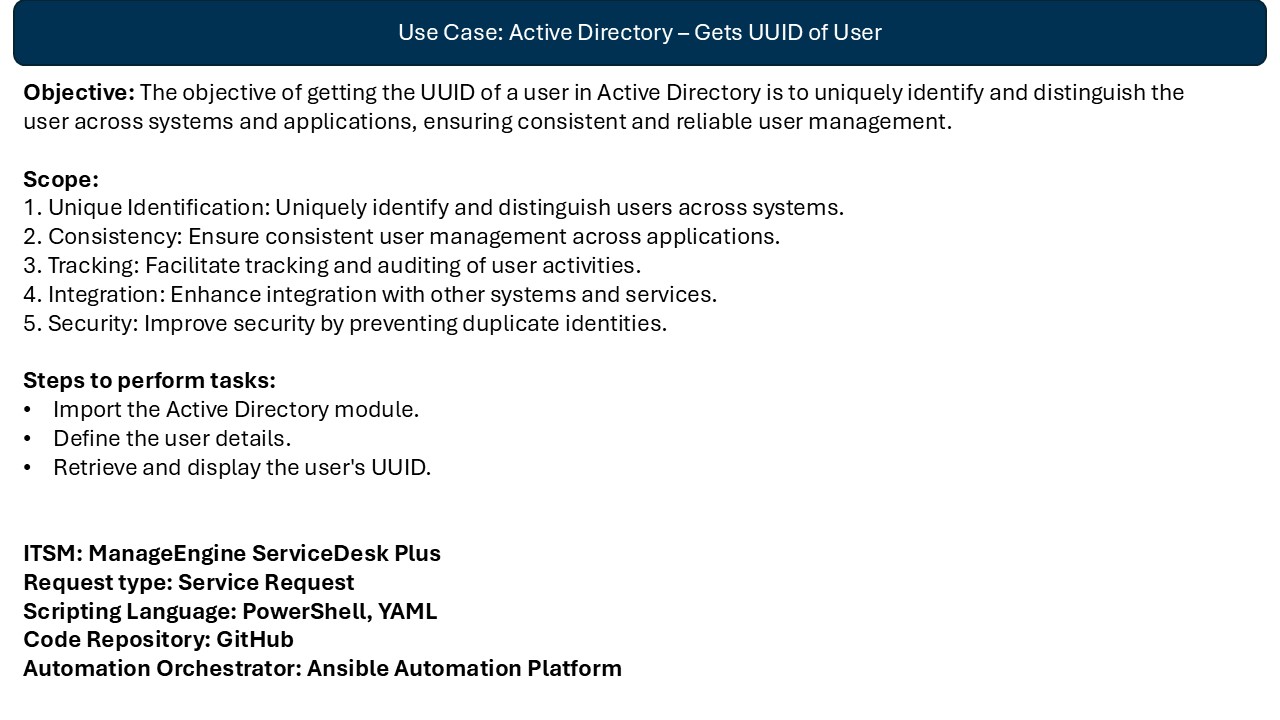 Use Case: Active Directory – Gets UUID of User
Objective: The objective of getting the UUID of a user in Active Directory is to uniquely identify and distinguish the
user across systems and applications, ensuring consistent and reliable user management.
Scope:
1. Unique Identification: Uniquely identify and distinguish users across systems.
2. Consistency: Ensure consistent user management across applications.
3. Tracking: Facilitate tracking and auditing of user activities.
4. Integration: Enhance integration with other systems and services.
5. Security: Improve security by preventing duplicate identities.
Steps to perform tasks:
• Import the Active Directory module.
• Define the user details.
• Retrieve and display the user's UUID.
ITSM: ManageEngine ServiceDesk Plus
Request type: Service Request
Scripting Language: PowerShell, YAML
Code Repository: GitHub
Automation Orchestrator: Ansible Automation Platform